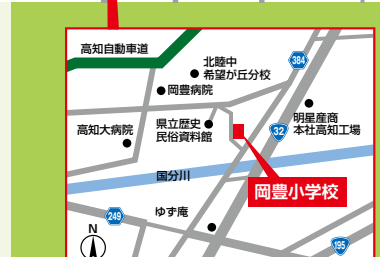 高知自動車道
北陸中
希望が丘分校
384
岡豊病院
明星産商
本社高知工場
高知大病院
県立歴史
民俗資料館
32
国分川
岡豊小学校
249
ゆず庵
195
N